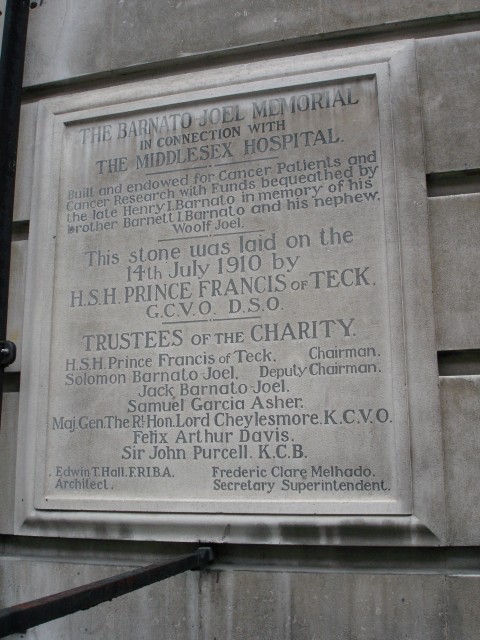 THE BARNATO JOEL MEMORIAL
IN CONNECTION WITH
THE MIDDLESEX HOSPITAL.
Built and endowed for Cancer Patients and
Cancer Research with Funds bequeathed by
the late Henry I. Barnato in memory of his
brother Barnett I. Barnato and his nephew.
Woolf Joel.
This stone was laid on the
14th July 1910 by
H.S.H. PRINCE FRANCIS OF TECK.
G.C.V.O. D.S.O.
TRUSTEES OF THE CHARITY.
H.S.H. Prince Francis of Teck. Chairman.
Solomon Barnato Joel. Deputy Chairman.
Jack Barnato Joel.
Samuel Garcia Asher.
Maj. Gen. The Rt. Hon. Lord Cheylesmore. K.C.V.O.
Felix Arthur Davis.
Sir John Purcell. K.C.B.
Edwin T. Hall. F.R.I.B.A. Frederic Clare Melhado.
Architect. Secretary Superintendent.